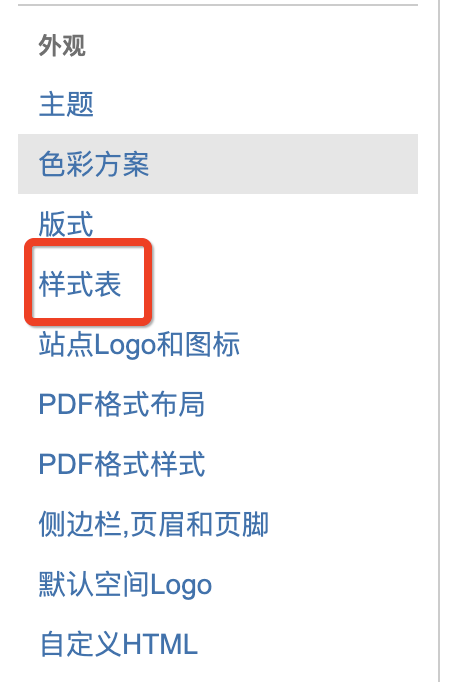 外观
主题
色彩方案
版式
样式表
站点Logo和图标
PDF格式布局
PDF格式样式
侧边栏,页眉和页脚
默认空间Logo
自定义HTML